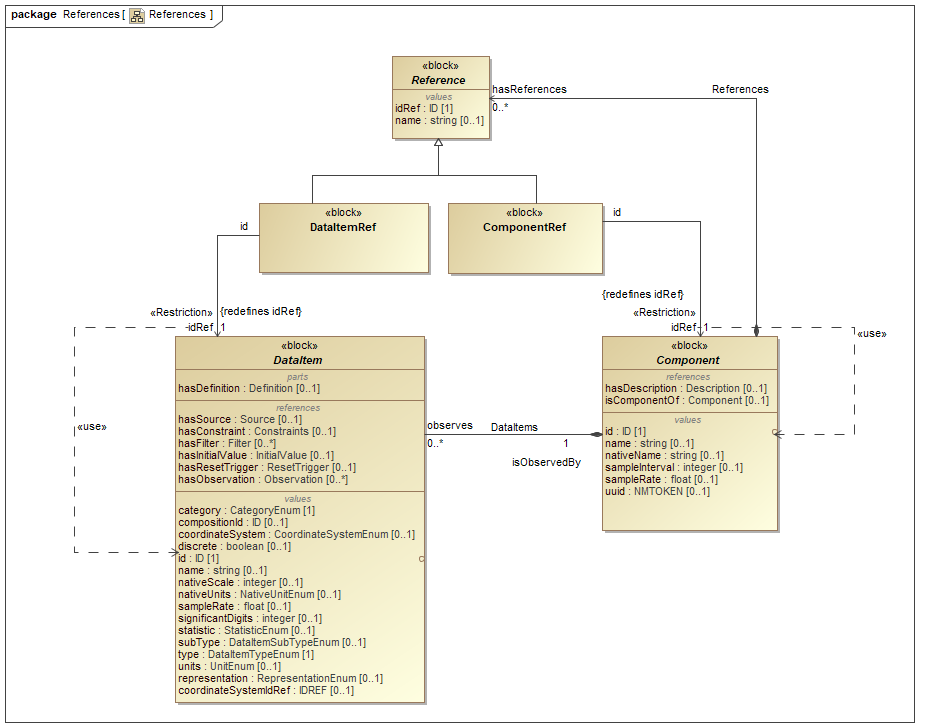 package References [ References ]
«block»
Reference
values
idRef : ID [1]
name : string [0..1]
hasReferences
References
0..*
«block»
DataItemRef
«block»
ComponentRef
id
id
«Restriction» {redefines idRef}
-idRef 1
{redefines idRef}
«Restriction»
idRef- 1
«use»
«use»
«block»
DataItem
parts
hasDefinition : Definition [0..1]
references
hasSource : Source [0..1]
hasConstraint : Constraints [0..1]
hasFilter : Filter [0..*]
hasInitialValue : InitialValue [0..1]
hasResetTrigger : ResetTrigger [0..1]
hasObservation : Observation [0..*]
values
category : CategoryEnum [1]
compositionId : ID [0..1]
coordinateSystem : CoordinateSystemEnum [0..1]
discrete : boolean [0..1]
id : ID [1]
name : string [0..1]
nativeScale : integer [0..1]
nativeUnits : NativeUnitEnum [0..1]
sampleRate : float [0..1]
significantDigits : integer [0..1]
statistic : StatisticEnum [0..1]
subType : DataItemSubTypeEnum [0..1]
type : DataItemTypeEnum [1]
units : UnitEnum [0..1]
representation : RepresentationEnum [0..1]
coordinateSystemIdRef : IDREF [0..1]
observes
DataItems
0..*
1
isObservedBy
«block»
Component
references
hasDescription : Description [0..1]
isComponentOf : Component [0..1]
values
id : ID [1]
name : string [0..1]
nativeName : string [0..1]
sampleInterval : integer [0..1]
sampleRate : float [0..1]
uuid : NMTOKEN [0..1]